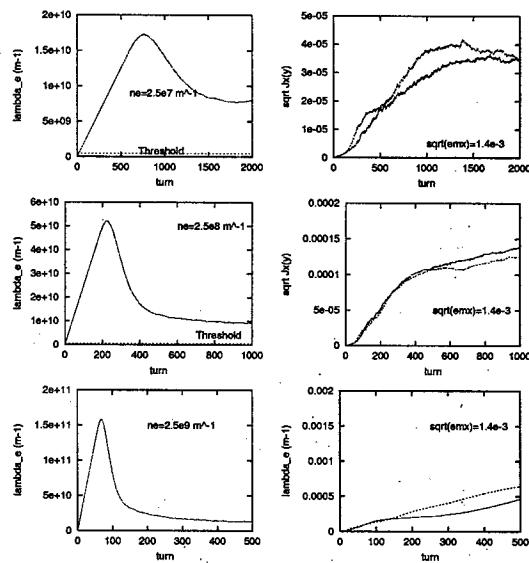 2e+10
1.5e+10
1e+10
5e+09
0
lambda_e (m-1)
ne=2.5e7 m^-1
Threshold
0 500 1000 1500 2000
turn
5e-05
4e-05
3e-05
2e-05
1e-05
0
sqrt Jx(y)
sqrt(emx)=1.4e-3
0 500 1000 1500 2000
turn
6e+10
5e+10
4e+10
3e+10
2e+10
1e+10
0
lambda_e (m-1)
ne=2.5e8 m^-1
Threshold
0 200 400 600 800 1000
turn
0.0002
0.00015
0.0001
5e-05
0
sqrt Jx(y)
sqrt(emx)=1.4e-3
0 200 400 600 800 1000
turn
2e+11
1.5e+11
1e+11
5e+10
0
lambda_e (m-1)
ne=2.5e9 m^-1
0 100 200 300 400 500
turn
0.002
0.0015
0.001
0.0005
0
lambda_e (m-1)
sqrt(emx)=1.4e-3
0 100 200 300 400 500
turn